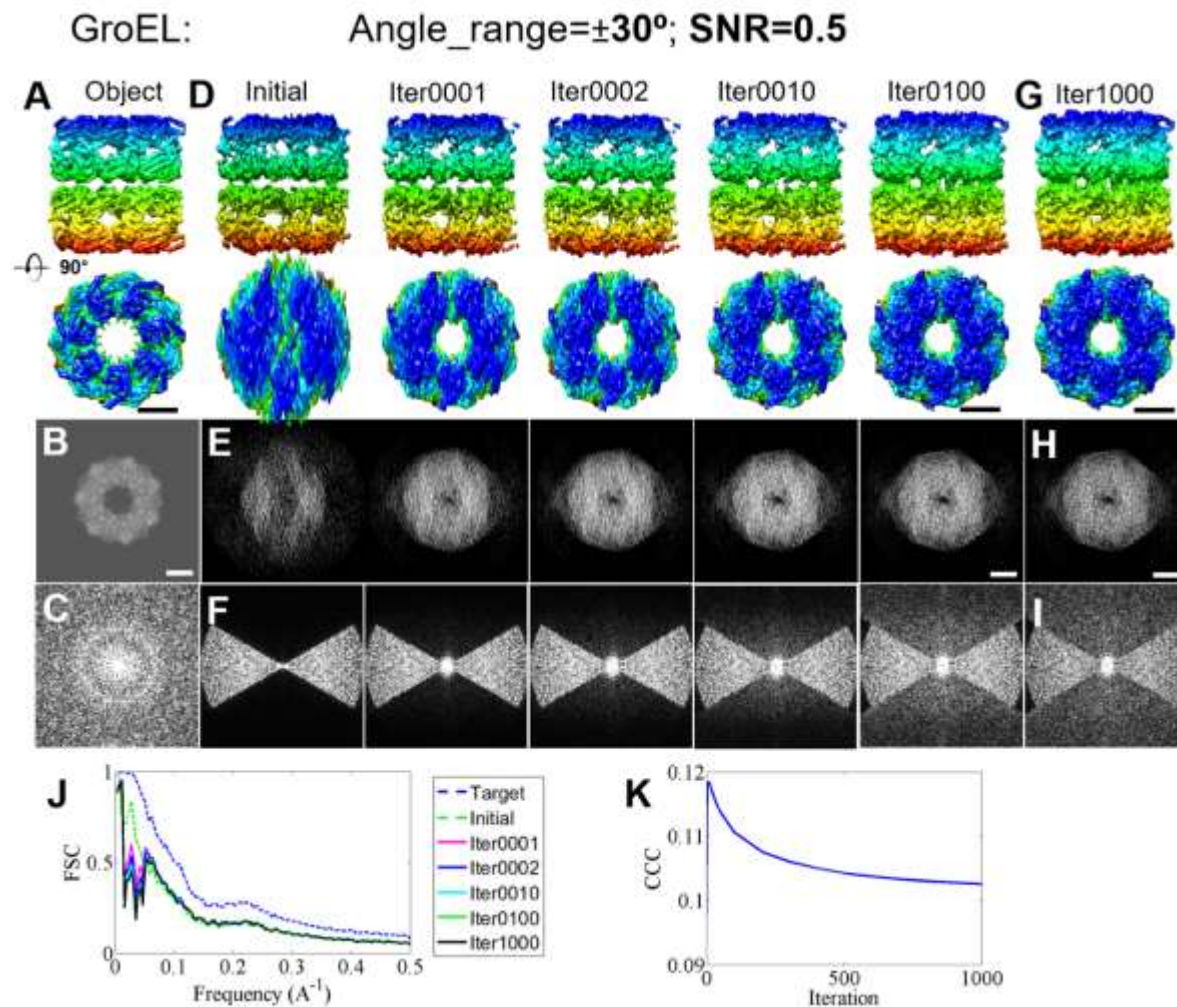 GroEL: Angle_range=±30º; SNR=0.5
A Object D Initial Iter0001 Iter0002 Iter0010 Iter0100 G Iter1000
90°
B E H
C F I
J
1
0.5
0
FSC
0 0.1 0.2 0.3 0.4 0.5
Frequency (A⁻¹)
Target
Initial
Iter0001
Iter0002
Iter0010
Iter0100
Iter1000
K
0.12
0.11
0.1
0.09
CCC
0 500 1000
Iteration